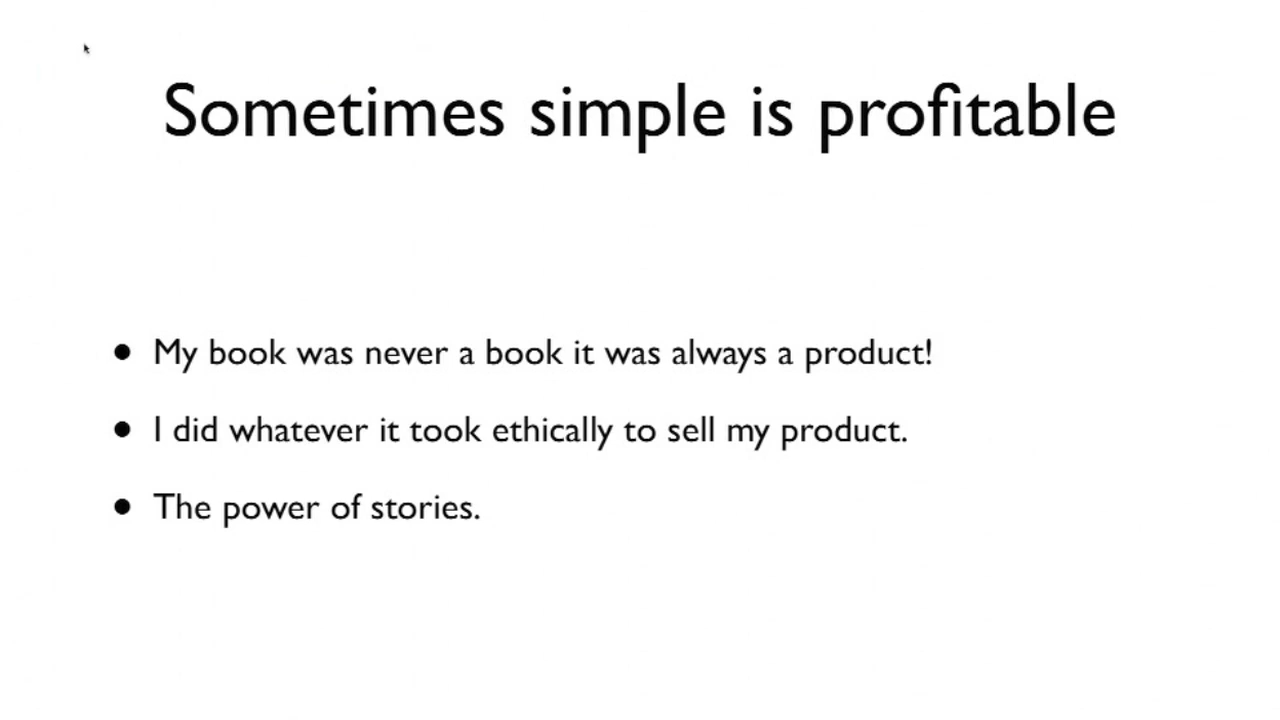 Sometimes simple is profitable
• My book was never a book it was always a product!
• I did whatever it took ethically to sell my product.
• The power of stories.